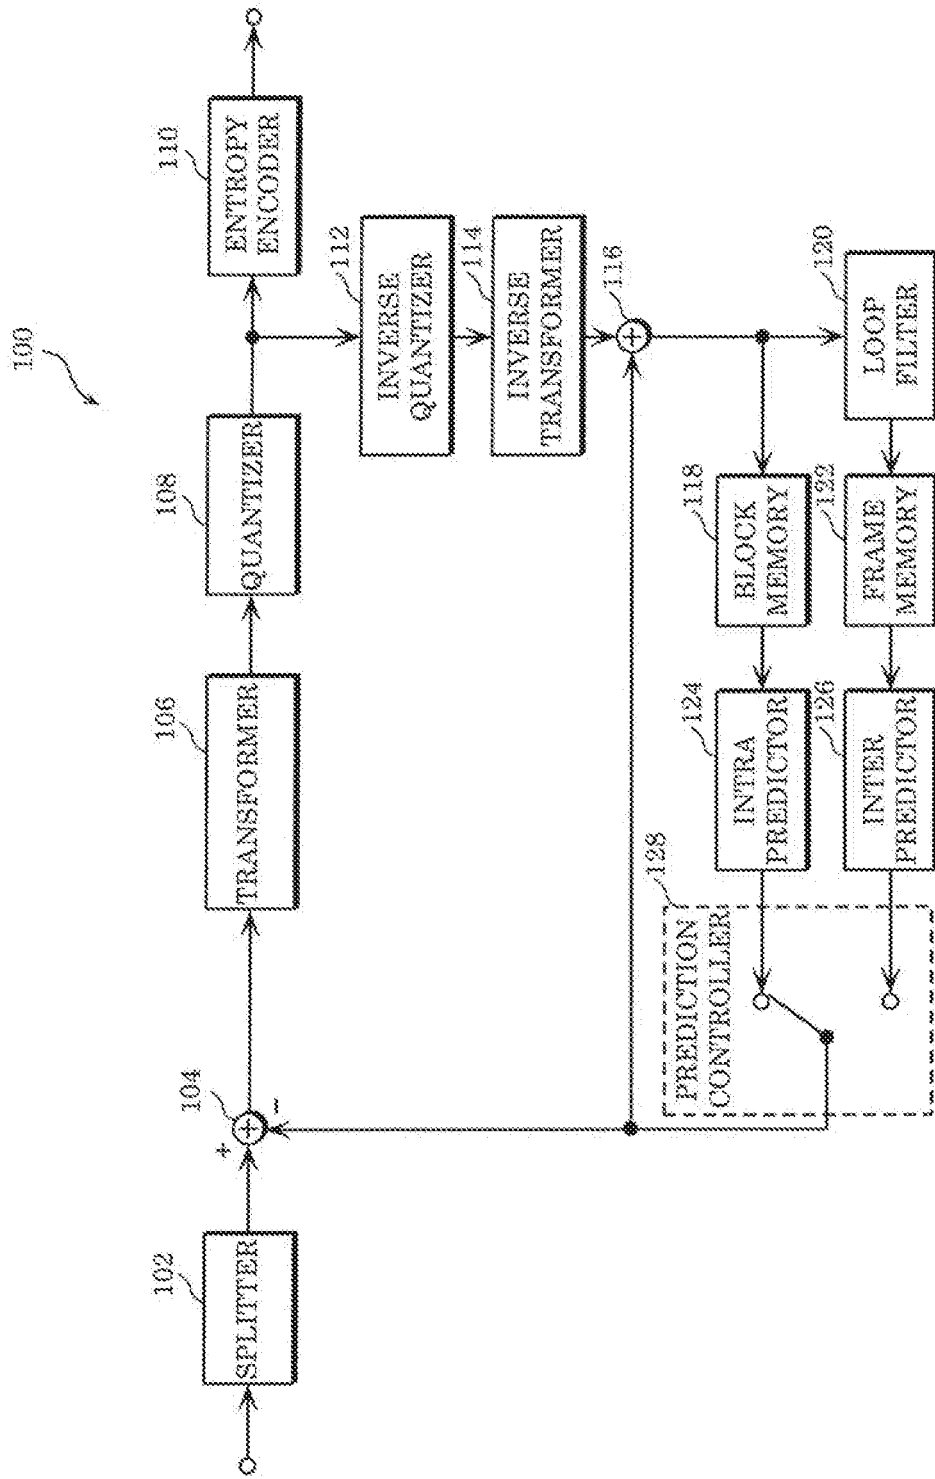 100
102
SPLITTER
104
+
-
106
TRANSFORMER
108
QUANTIZER
110
ENTROPY
ENCODER
112
INVERSE
QUANTIZER
114
INVERSE
TRANSFORMER
116
118
BLOCK
MEMORY
120
LOOP
FILTER
122
FRAME
MEMORY
124
INTRA
PREDICTOR
126
INTER
PREDICTOR
128
PREDICTION
CONTROLLER